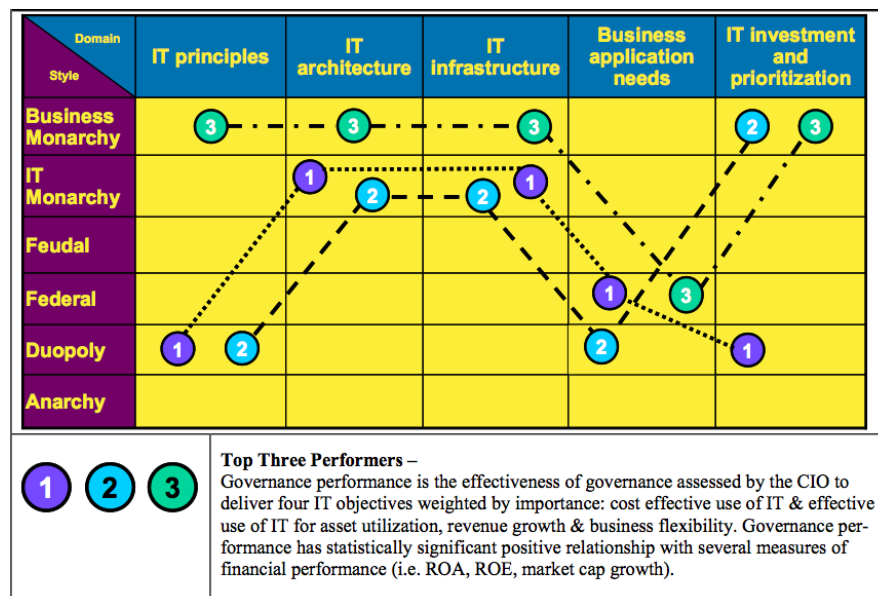 Domain
Style
IT principles
IT
architecture
IT
infrastructure
Business
application
needs
IT investment
and
prioritization
Business
Monarchy
3
3
3
2
3
IT
Monarchy
1
2
2
1
Feudal
Federal
1
3
Duopoly
1
2
2
1
Anarchy
1
2
3
Top Three Performers –
Governance performance is the effectiveness of governance assessed by the CIO to
deliver four IT objectives weighted by importance: cost effective use of IT & effective
use of IT for asset utilization, revenue growth & business flexibility. Governance per-
formance has statistically significant positive relationship with several measures of
financial performance (i.e. ROA, ROE, market cap growth).